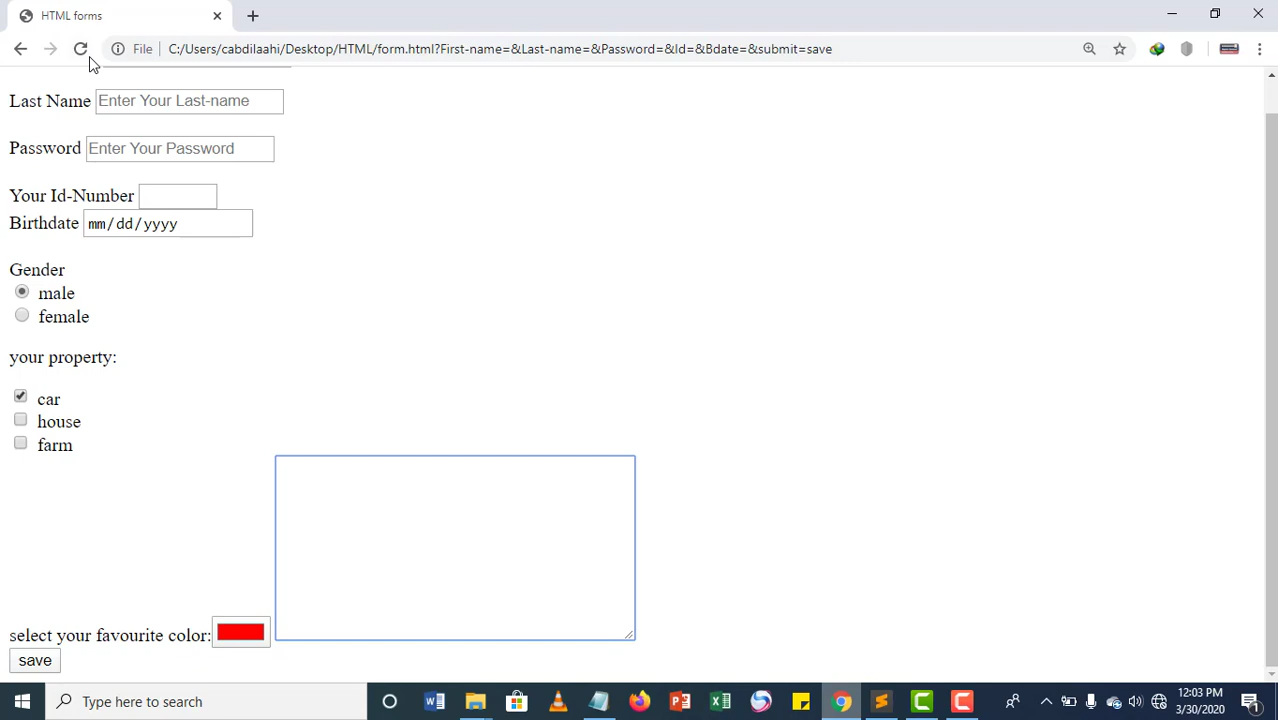 HTML forms
File
C:/Users/cabdilaahi/Desktop/HTML/form.html?First-name=&Last-name=&Password=&Id=&Bdate=&submit=save
Last Name Enter Your Last-name
Password Enter Your Password
Your Id-Number
Birthdate mm/dd/yyyy
Gender
male
female
your property:
car
house
farm
select your favourite color:
save
Type here to search
12:03 PM
3/30/2020
1